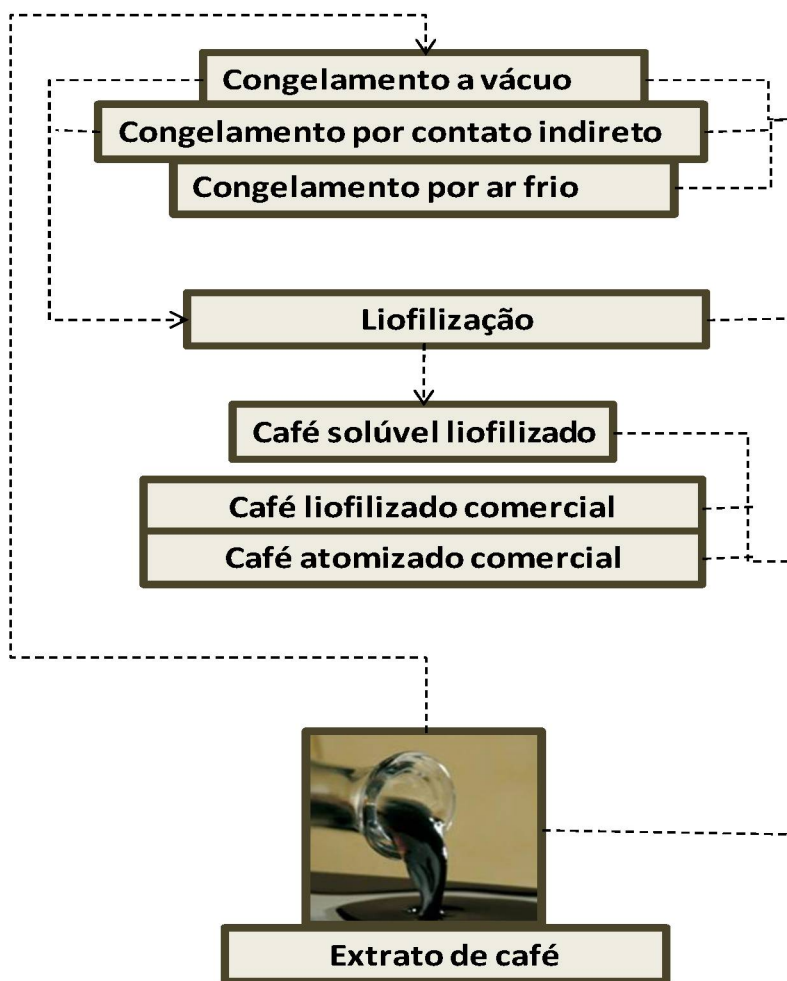 Congelamento a vácuo
Congelamento por contato indireto
Congelamento por ar frio
Liofilização
Café solúvel liofilizado
Café liofilizado comercial
Café atomizado comercial
Extrato de café